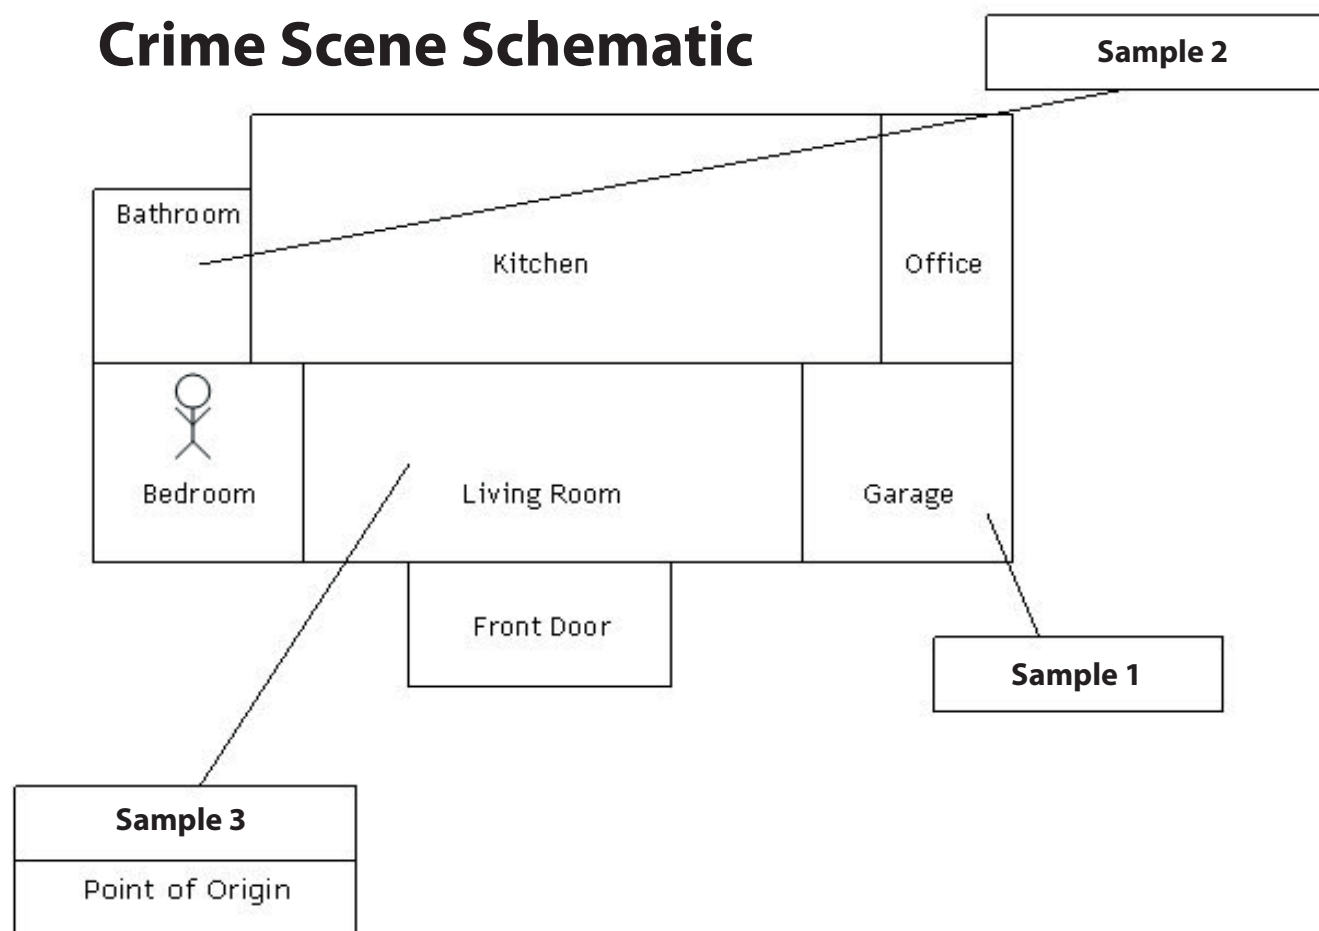 Crime Scene Schematic
Sample 2
Bathroom
Kitchen
Office
Bedroom
Living Room
Garage
Front Door
Sample 1
Sample 3
Point of Origin